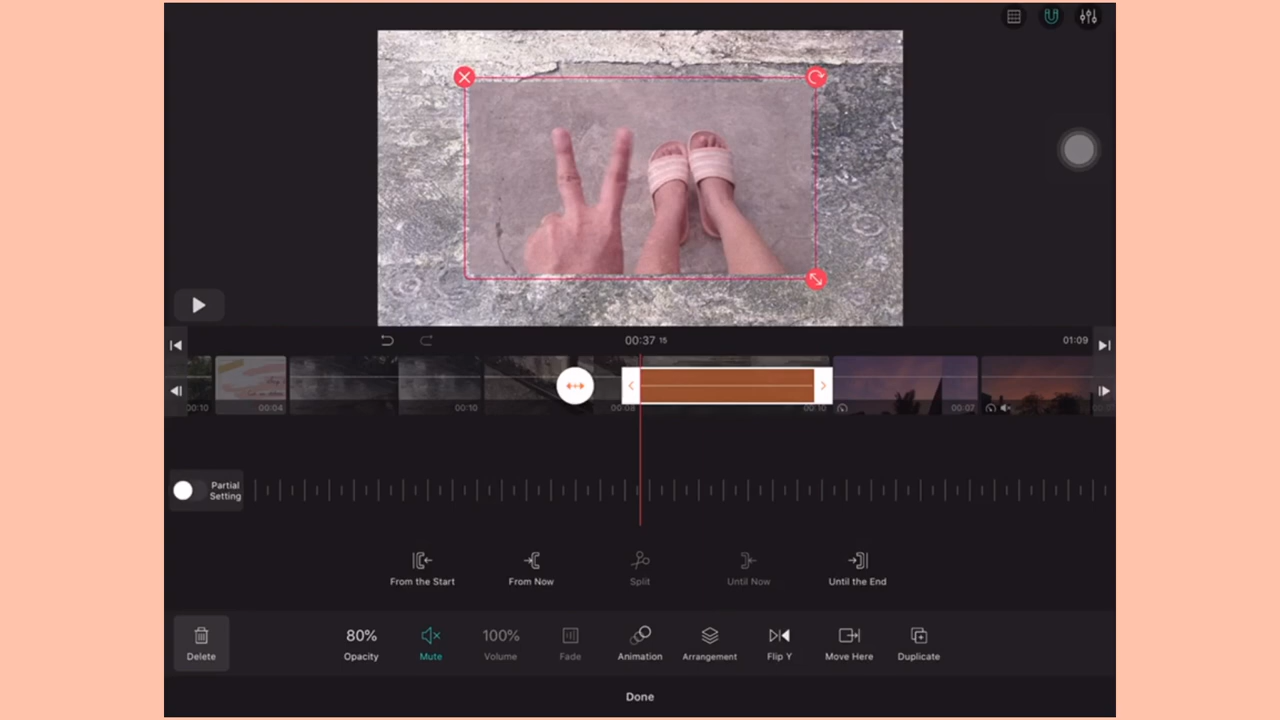 00:37 15
01:09
00:10
00:04
00:10
00:08
00:10
00:07
Partial
Setting
From the Start
From Now
Split
Until Now
Until the End
80%
100%
Delete
Opacity
Mute
Volume
Fade
Animation
Arrangement
Flip Y
Move Here
Duplicate
Done